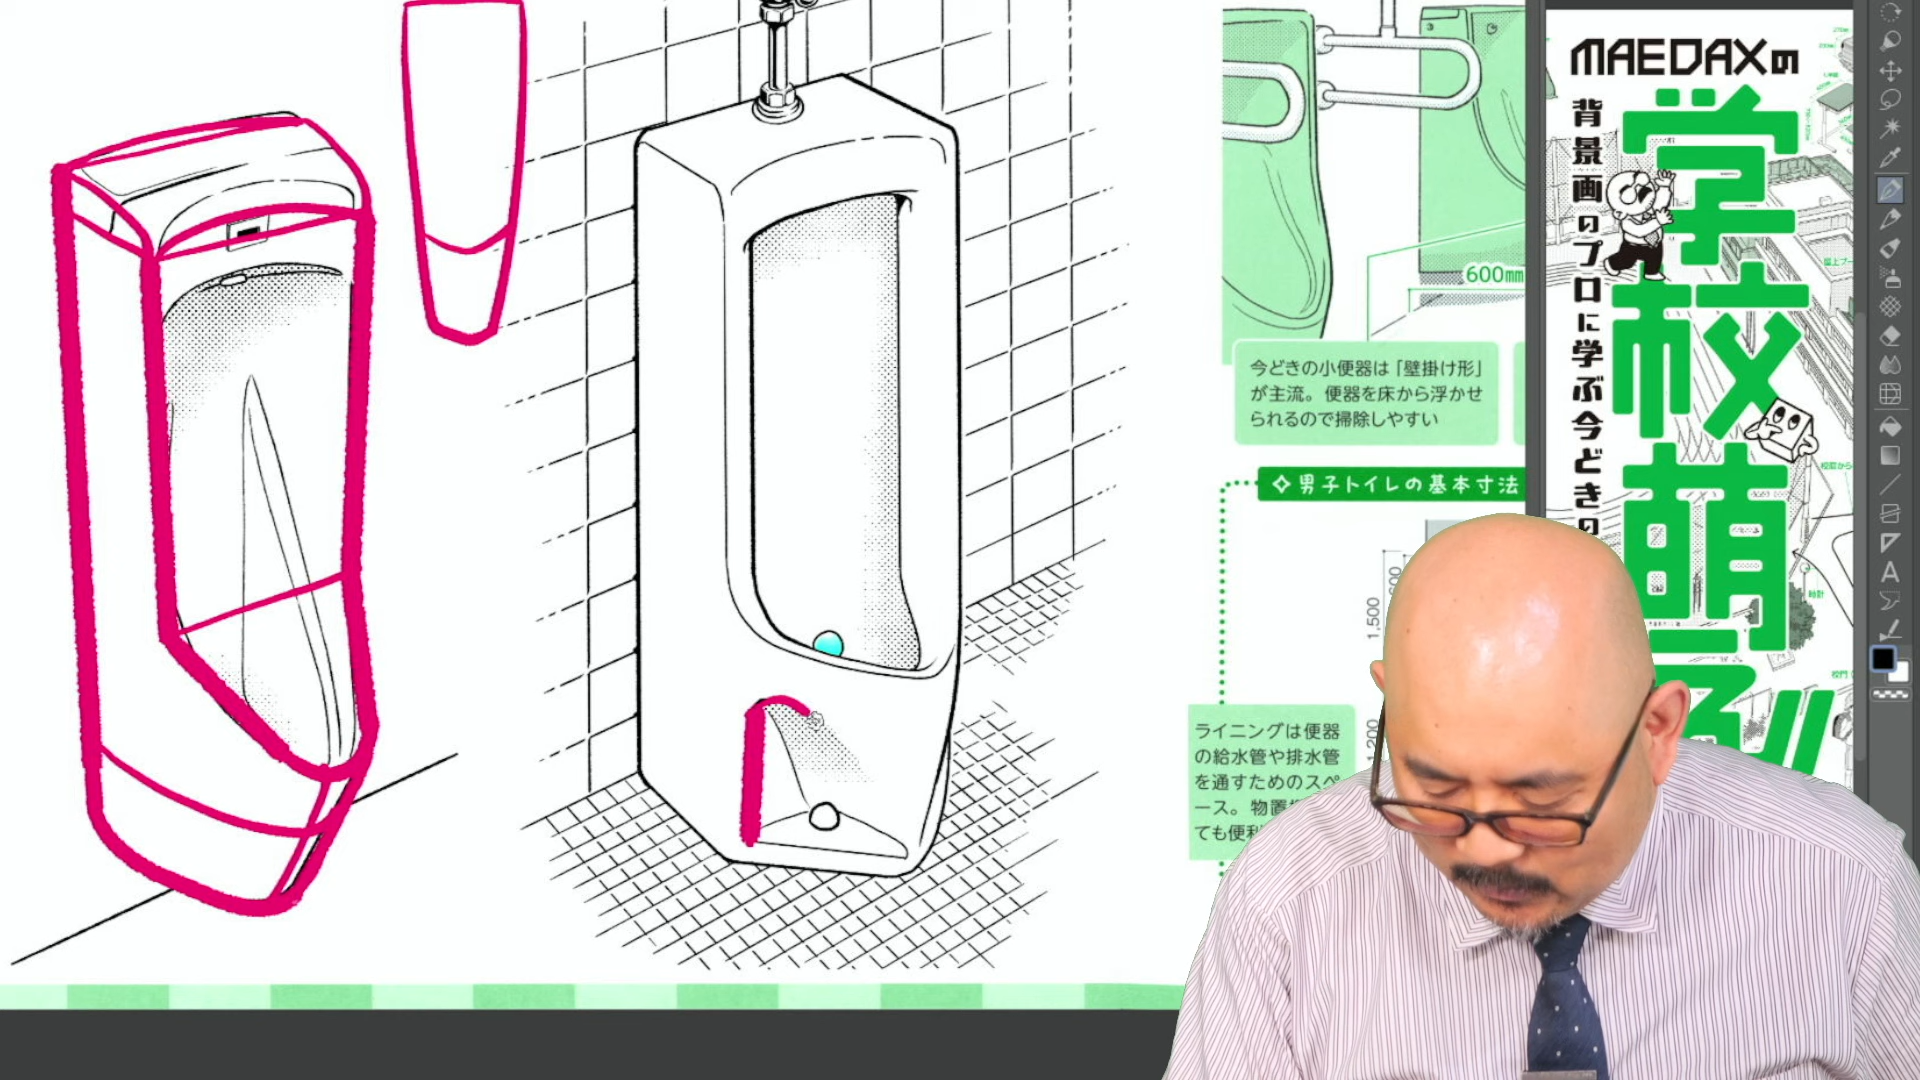 MAEDAXの
背景画のプロに学ぶ今どきの
学校萌え!!
600mm
今どきの小便器は「壁掛け形」
が主流。便器を床から浮かせ
られるので掃除しやすい
男子トイレの基本寸法
1,500
600
1,200
ライニングは便器
の給水管や排水管
を通すためのスペ
ース。物置
ても便利